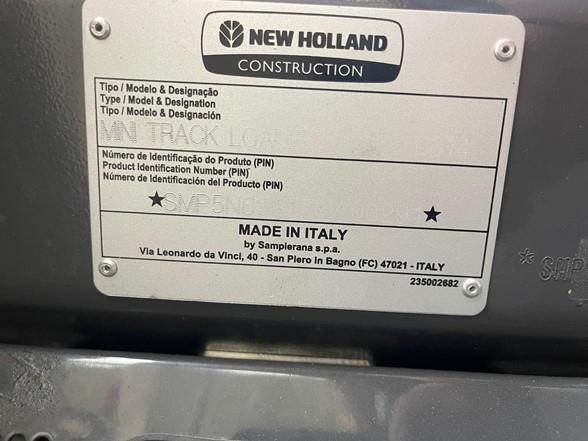 NEW HOLLAND
CONSTRUCTION
Tipo / Modelo & Designação
Type / Model & Designation
Tipo / Modelo & Designación
MINI TRACK
Número de Identificação do Produto (PIN)
Product Identification Number (PIN)
Número de Identificación del Producto (PIN)
MADE IN ITALY
by Sampierana s.p.a.
Via Leonardo da Vinci, 40 - San Piero in Bagno (FC) 47021 - ITALY
235002682